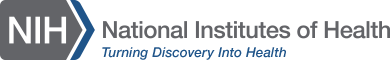 NIH National Institutes of Health
Turning Discovery Into Health